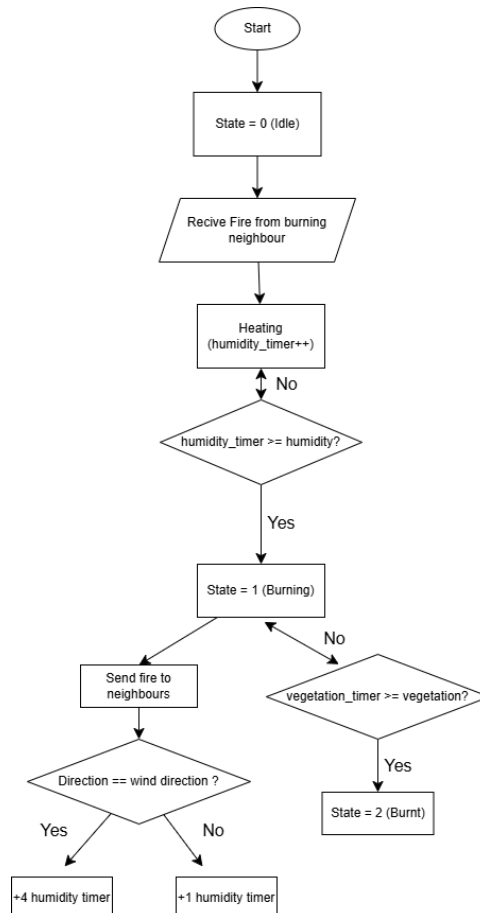 Start
State = 0 (Idle)
Recive Fire from burning
neighbour
Heating
(humidity_timer++)
No
humidity_timer >= humidity?
Yes
State = 1 (Burning)
No
Send fire to
neighbours
vegetation_timer >= vegetation?
Direction == wind direction ?
Yes
State = 2 (Burnt)
Yes
No
+4 humidity timer
+1 humidity timer